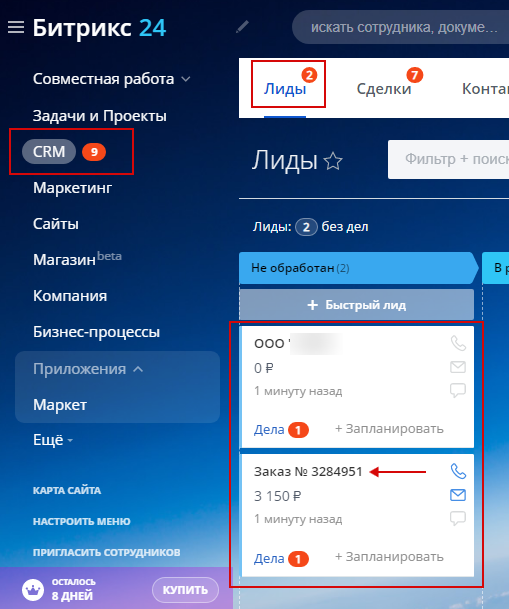 Битрикс 24
искать сотрудника, докуме...
Совместная работа
Задачи и Проекты
CRM 9
Маркетинг
Сайты
Магазин beta
Компания
Бизнес-процессы
Приложения
Маркет
Ещё
КАРТА САЙТА
НАСТРОИТЬ МЕНЮ
ПРИГЛАСИТЬ СОТРУДНИКОВ
ОСТАЛОСЬ
8 ДНЕЙ
КУПИТЬ
Лиды 2 Сделки 7 Конта
Лиды
Фильтр + поис
Лиды: 2 без дел
Не обработан (2)
В р
+ Быстрый лид
ООО "
0 ₽
1 минуту назад
Дела 1 + Запланировать
Заказ № 3284951
3 150 ₽
1 минуту назад
Дела 1 + Запланировать